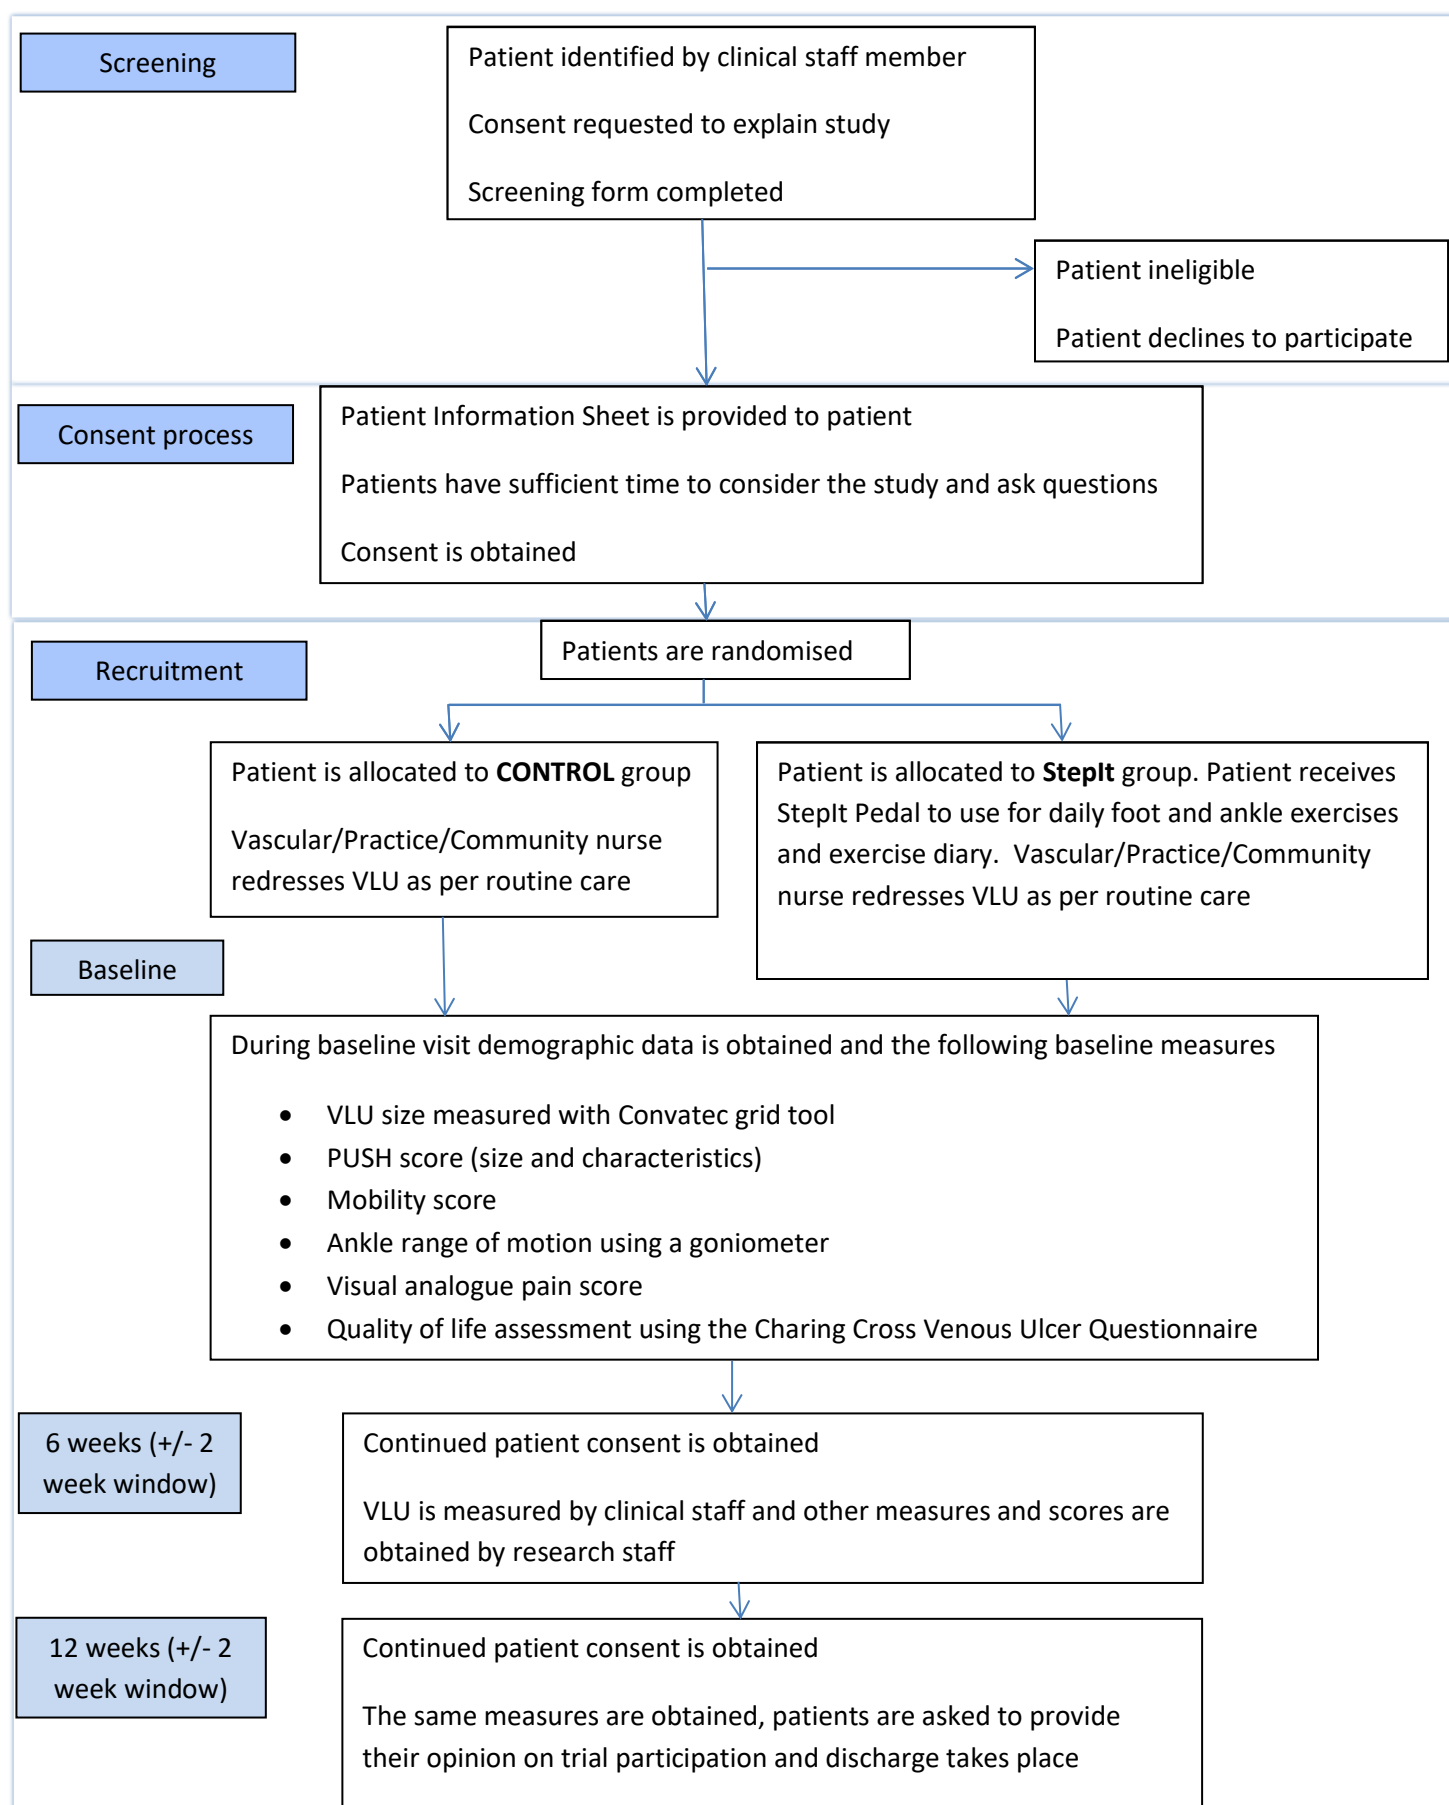 Screening
Patient identified by clinical staff member
Consent requested to explain study
Screening form completed
Patient ineligible
Patient declines to participate
Consent process
Patient Information Sheet is provided to patient
Patients have sufficient time to consider the study and ask questions
Consent is obtained
Recruitment
Patients are randomised
Patient is allocated to CONTROL group
Vascular/Practice/Community nurse
redresses VLU as per routine care
Patient is allocated to StepIt group. Patient receives
StepIt Pedal to use for daily foot and ankle exercises
and exercise diary.  Vascular/Practice/Community
nurse redresses VLU as per routine care
Baseline
During baseline visit demographic data is obtained and the following baseline measures
• VLU size measured with Convatec grid tool
• PUSH score (size and characteristics)
• Mobility score
• Ankle range of motion using a goniometer
• Visual analogue pain score
• Quality of life assessment using the Charing Cross Venous Ulcer Questionnaire
6 weeks (+/- 2
week window)
Continued patient consent is obtained
VLU is measured by clinical staff and other measures and scores are
obtained by research staff
12 weeks (+/- 2
week window)
Continued patient consent is obtained
The same measures are obtained, patients are asked to provide
their opinion on trial participation and discharge takes place